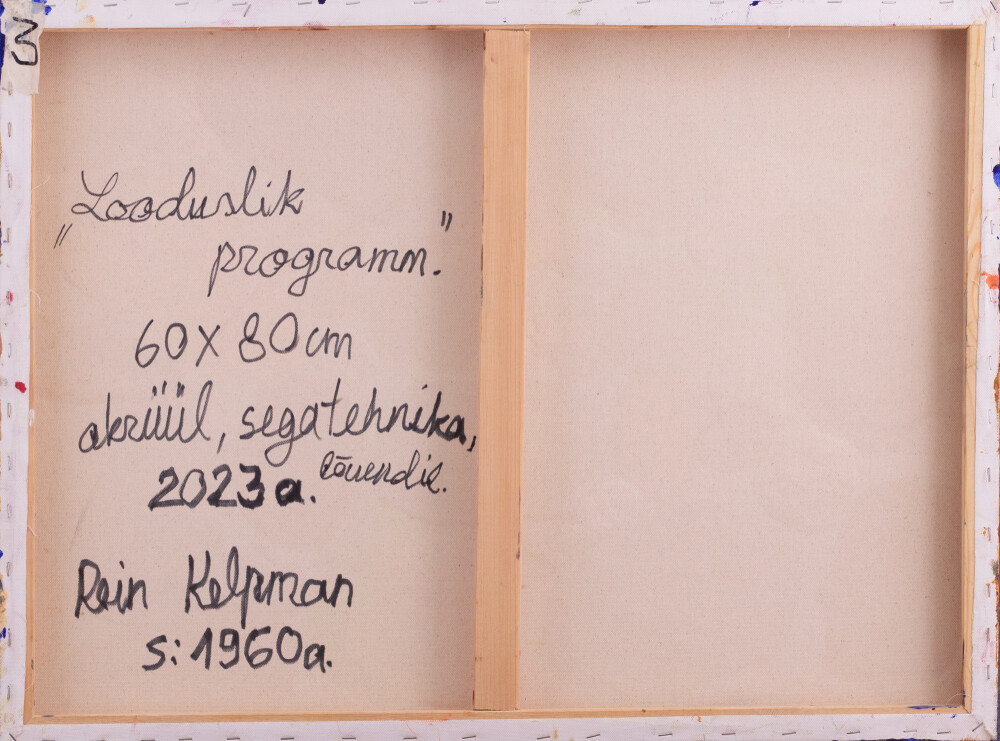 3
„Looduslik
programm."
60 x 80 cm
akrüül, segatehnika,
lõuendil.
2023 a.
Rein Kelpman
s: 1960 a.